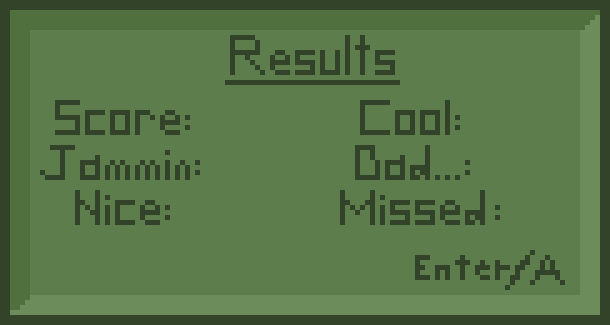 Results
Score: Cool:
Jammin: Bad...:
Nice: Missed:
Enter/A